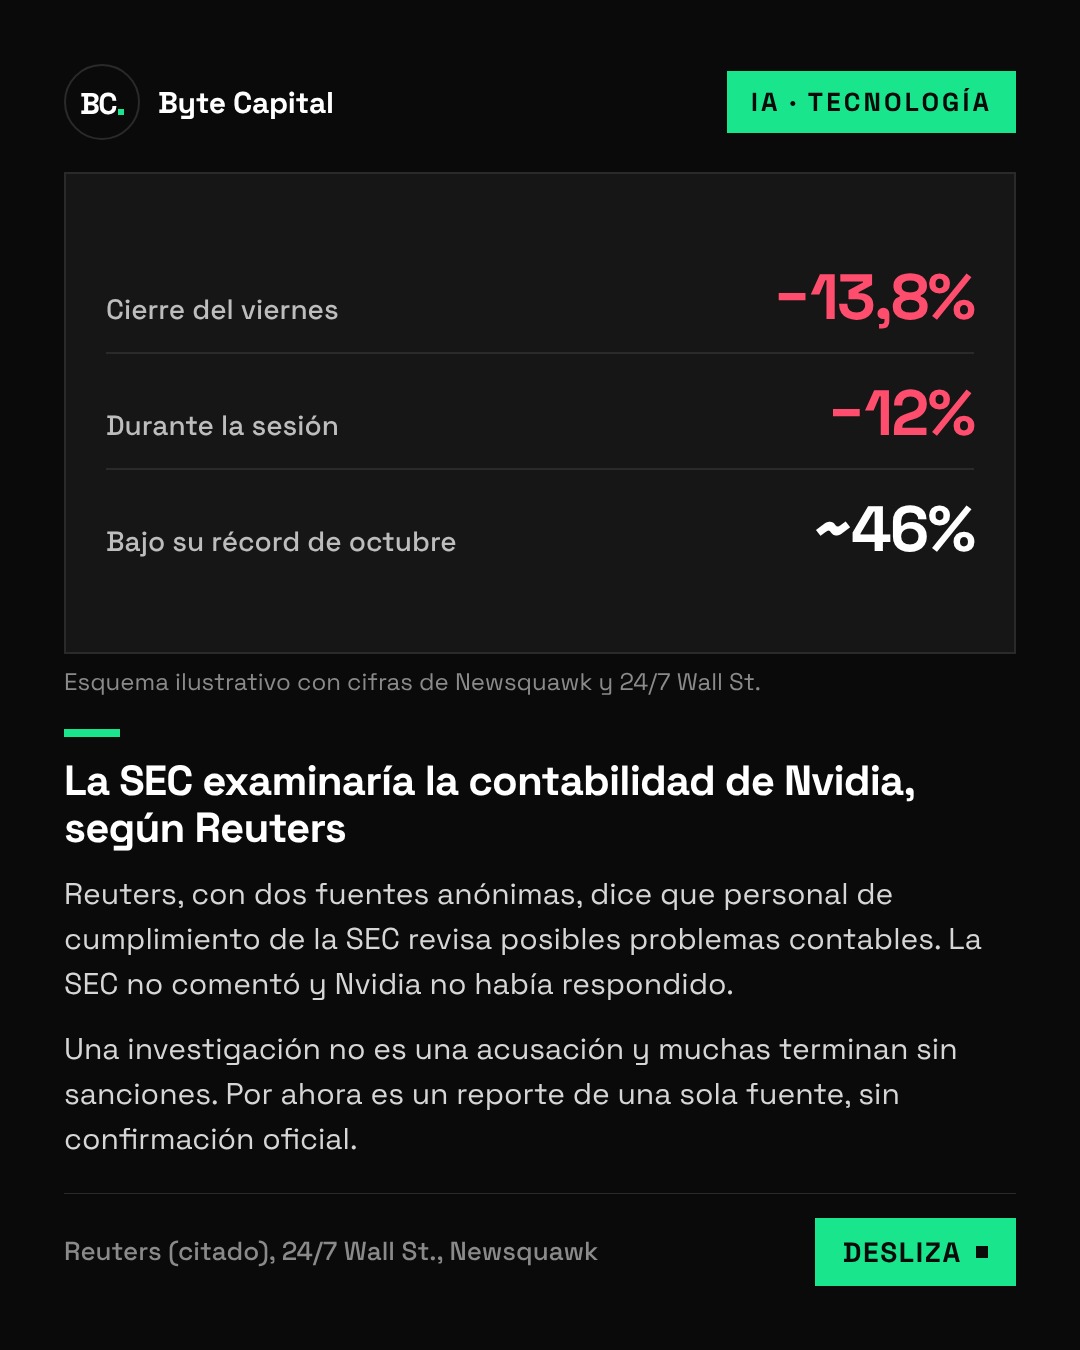 BC.
Byte Capital
IA · TECNOLOGÍA
Cierre del viernes
−13,8%
Durante la sesión
−12%
Bajo su récord de octubre
~46%
Esquema ilustrativo con cifras de Newsquawk y 24/7 Wall St.
La SEC examinaría la contabilidad de Nvidia,
según Reuters
Reuters, con dos fuentes anónimas, dice que personal de
cumplimiento de la SEC revisa posibles problemas contables. La
SEC no comentó y Nvidia no había respondido.
Una investigación no es una acusación y muchas terminan sin
sanciones. Por ahora es un reporte de una sola fuente, sin
confirmación oficial.
Reuters (citado), 24/7 Wall St., Newsquawk
DESLIZA